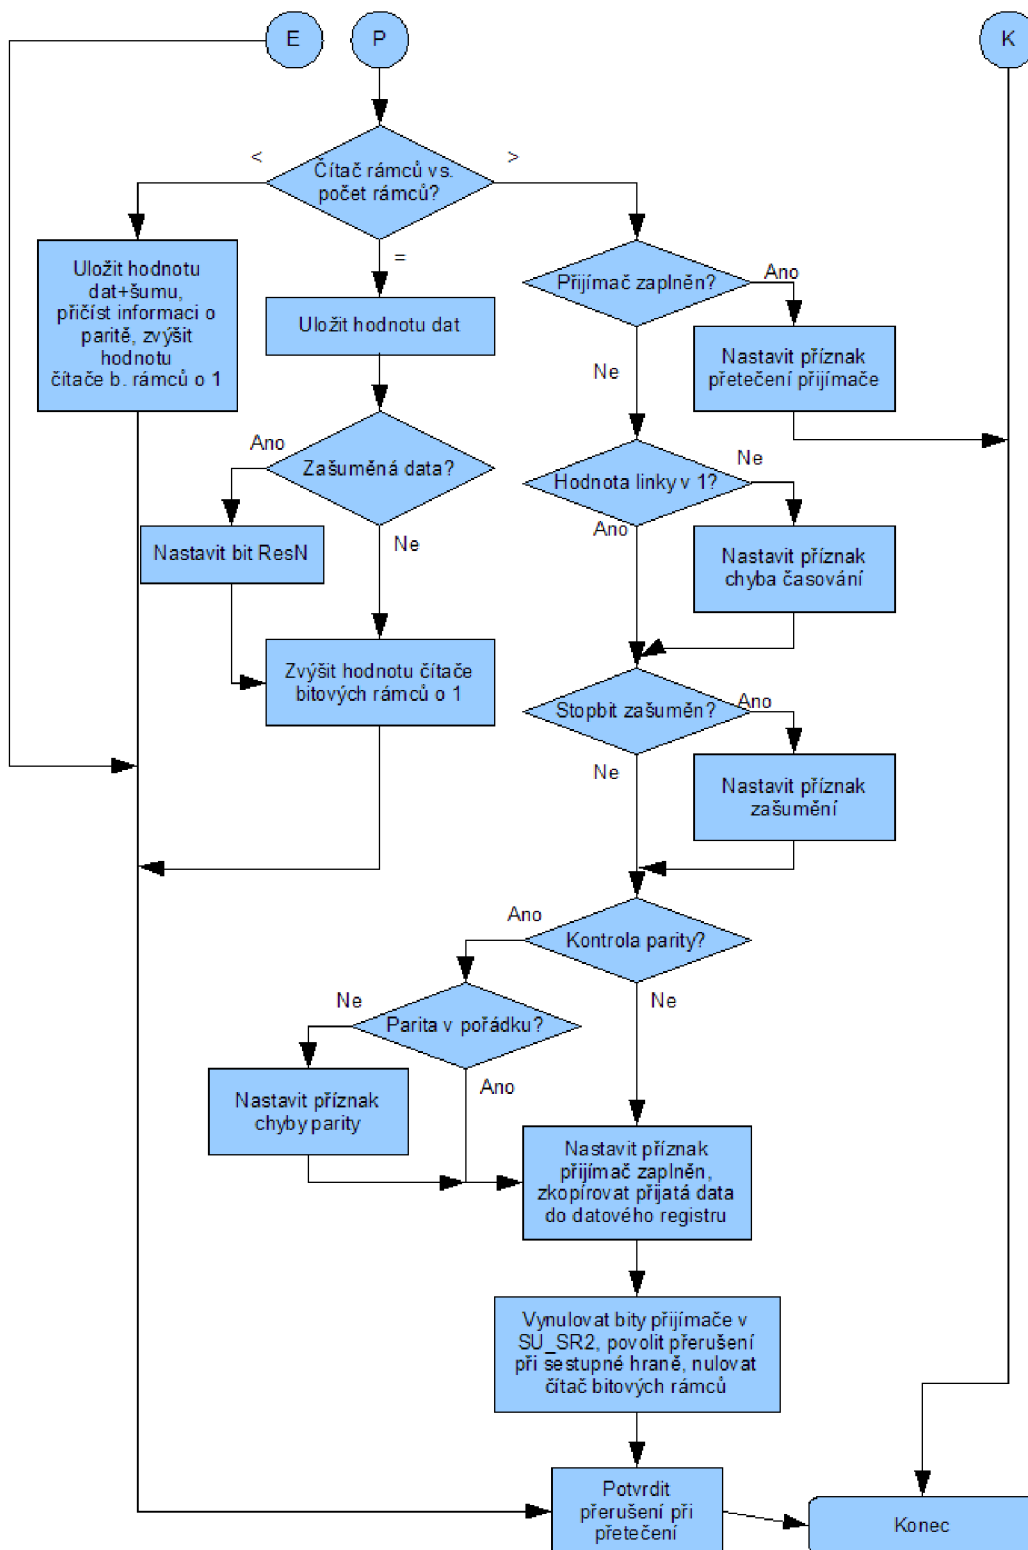 E
P
K
<
>
Čítač rámců vs.
počet rámců?
=
Uložit hodnotu
dat+šumu,
přičíst informaci o
paritě, zvýšit
hodnotu
čítače b. rámců o 1
Uložit hodnotu dat
Přijímač zaplněn?
Ano
Ne
Nastavit příznak
přetečení přijímače
Ano
Zašuměná data?
Ne
Nastavit bit ResN
Zvýšit hodnotu čítače
bitových rámců o 1
Hodnota linky v 1?
Ne
Ano
Nastavit příznak
chyba časování
Stopbit zašuměn?
Ano
Ne
Nastavit příznak
zašumění
Ano
Kontrola parity?
Ne
Ne
Parita v pořádku?
Ano
Nastavit příznak
chyby parity
Nastavit příznak
přijímač zaplněn,
zkopírovat přijatá data
do datového registru
Vynulovat bity přijímače v
SU_SR2, povolit přerušení
při sestupné hraně, nulovat
čítač bitových rámců
Potvrdit
přerušení při
přetečení
Konec